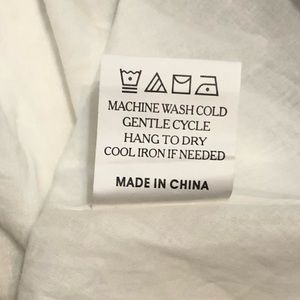 MACHINE WASH COLD
GENTLE CYCLE
HANG TO DRY
COOL IRON IF NEEDED
MADE IN CHINA